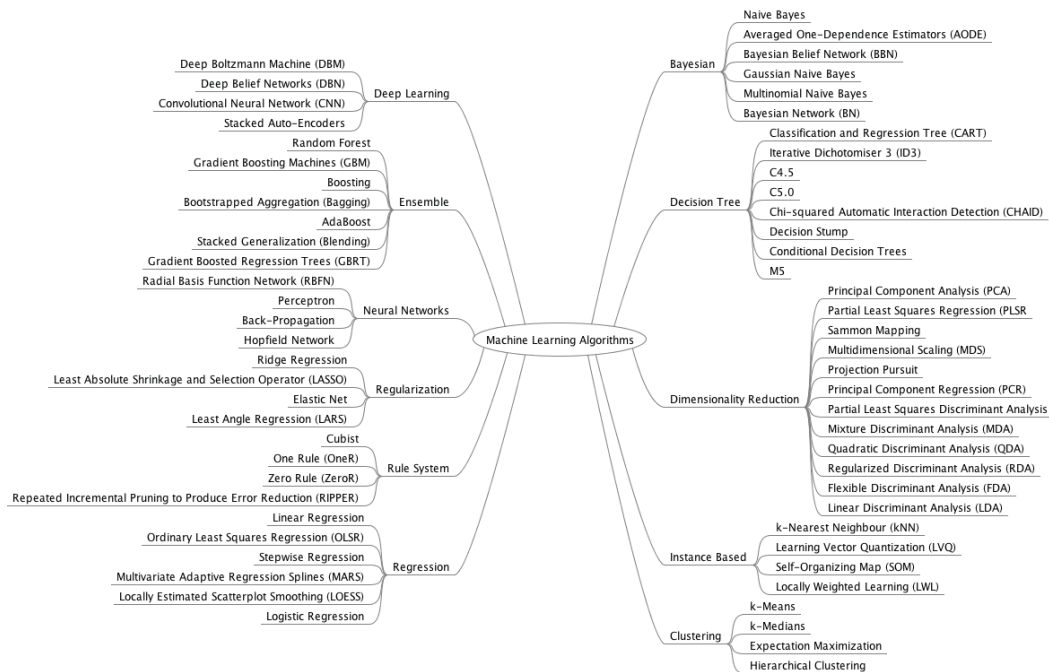 Deep Boltzmann Machine (DBM)
Deep Belief Networks (DBN)
Convolutional Neural Network (CNN)
Stacked Auto-Encoders
Deep Learning
Random Forest
Gradient Boosting Machines (GBM)
Boosting
Bootstrapped Aggregation (Bagging)
AdaBoost
Stacked Generalization (Blending)
Gradient Boosted Regression Trees (GBRT)
Ensemble
Radial Basis Function Network (RBFN)
Perceptron
Back-Propagation
Hopfield Network
Neural Networks
Ridge Regression
Least Absolute Shrinkage and Selection Operator (LASSO)
Elastic Net
Least Angle Regression (LARS)
Regularization
Cubist
One Rule (OneR)
Zero Rule (ZeroR)
Repeated Incremental Pruning to Produce Error Reduction (RIPPER)
Rule System
Linear Regression
Ordinary Least Squares Regression (OLSR)
Stepwise Regression
Multivariate Adaptive Regression Splines (MARS)
Locally Estimated Scatterplot Smoothing (LOESS)
Logistic Regression
Regression
Machine Learning Algorithms
Bayesian
Naive Bayes
Averaged One-Dependence Estimators (AODE)
Bayesian Belief Network (BBN)
Gaussian Naive Bayes
Multinomial Naive Bayes
Bayesian Network (BN)
Decision Tree
Classification and Regression Tree (CART)
Iterative Dichotomiser 3 (ID3)
C4.5
C5.0
Chi-squared Automatic Interaction Detection (CHAID)
Decision Stump
Conditional Decision Trees
M5
Dimensionality Reduction
Principal Component Analysis (PCA)
Partial Least Squares Regression (PLSR
Sammon Mapping
Multidimensional Scaling (MDS)
Projection Pursuit
Principal Component Regression (PCR)
Partial Least Squares Discriminant Analysis
Mixture Discriminant Analysis (MDA)
Quadratic Discriminant Analysis (QDA)
Regularized Discriminant Analysis (RDA)
Flexible Discriminant Analysis (FDA)
Linear Discriminant Analysis (LDA)
Instance Based
k-Nearest Neighbour (kNN)
Learning Vector Quantization (LVQ)
Self-Organizing Map (SOM)
Locally Weighted Learning (LWL)
Clustering
k-Means
k-Medians
Expectation Maximization
Hierarchical Clustering